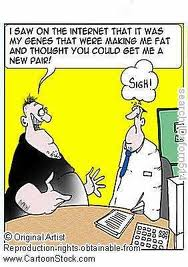 I SAW ON THE INTERNET THAT IT WAS
MY GENES THAT WERE MAKING ME FAT
AND THOUGHT YOU COULD GET ME A
NEW PAIR!
SIGH!
© Original Artist
Reproduction rights obtainable from
www.CartoonStock.com